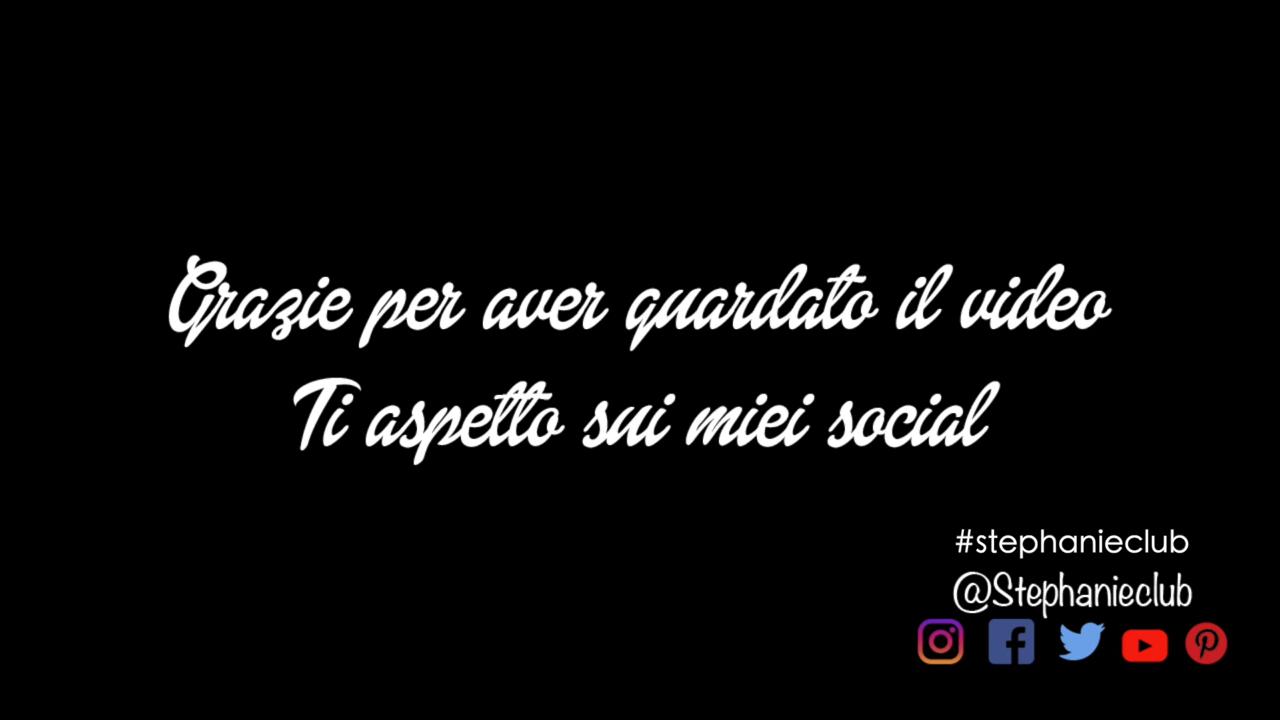 Grazie per aver guardato il video
Ti aspetto sui miei social
#stephanieclub
@Stephanieclub